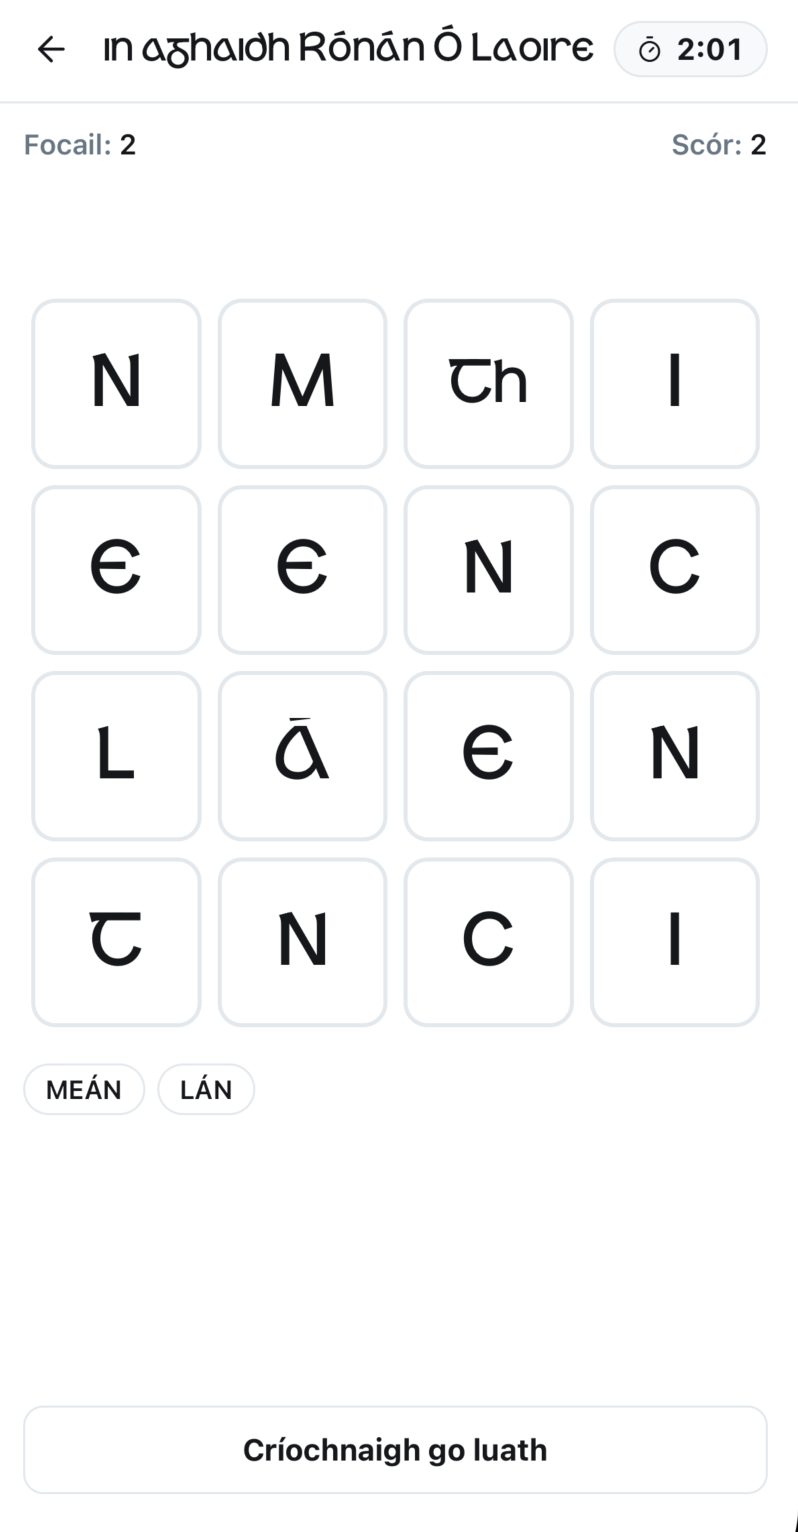 in aghaidh Rónán Ó Laoire 2:01
Focail: 2 Scór: 2
N M Th I
E E N C
L Á E N
T N C I
MEÁN LÁN
Críochnaigh go luath